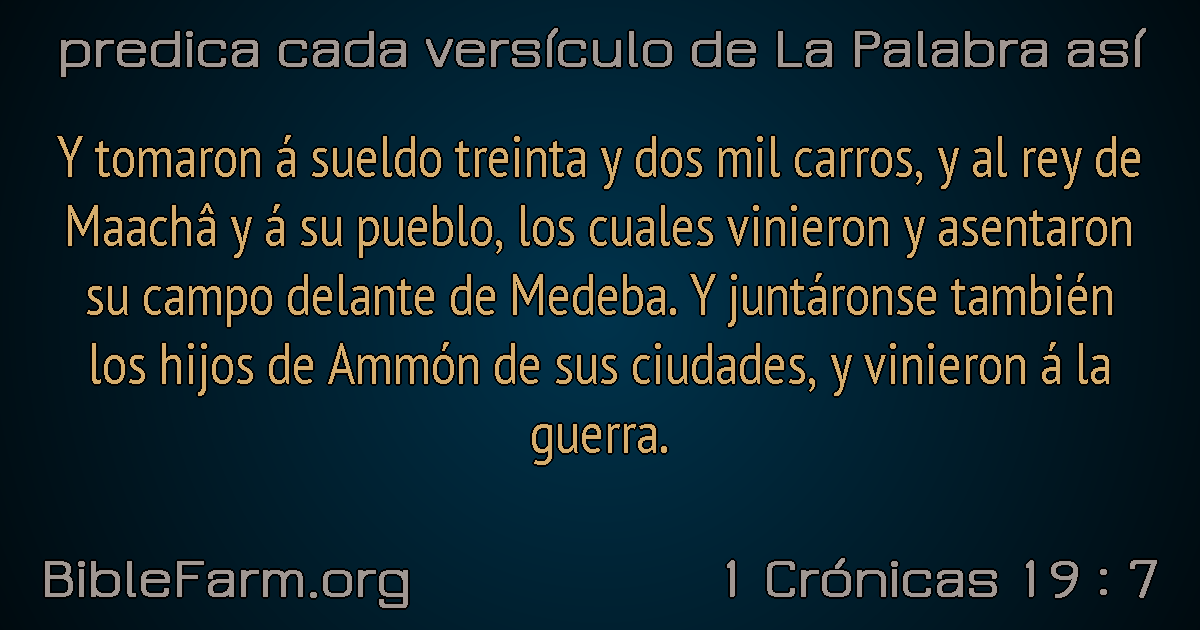 predica cada versículo de La Palabra así
Y tomaron á sueldo treinta y dos mil carros, y al rey de
Maachâ y á su pueblo, los cuales vinieron y asentaron
su campo delante de Medeba. Y juntáronse también
los hijos de Ammón de sus ciudades, y vinieron á la
guerra.
BibleFarm.org
1 Crónicas 19 : 7